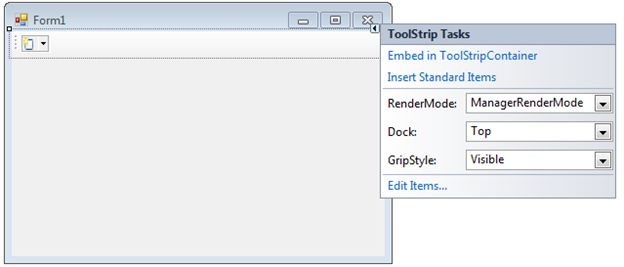 Form1
ToolStrip Tasks
Embed in ToolStripContainer
Insert Standard Items
RenderMode: ManagerRenderMode
Dock: Top
GripStyle: Visible
Edit Items...